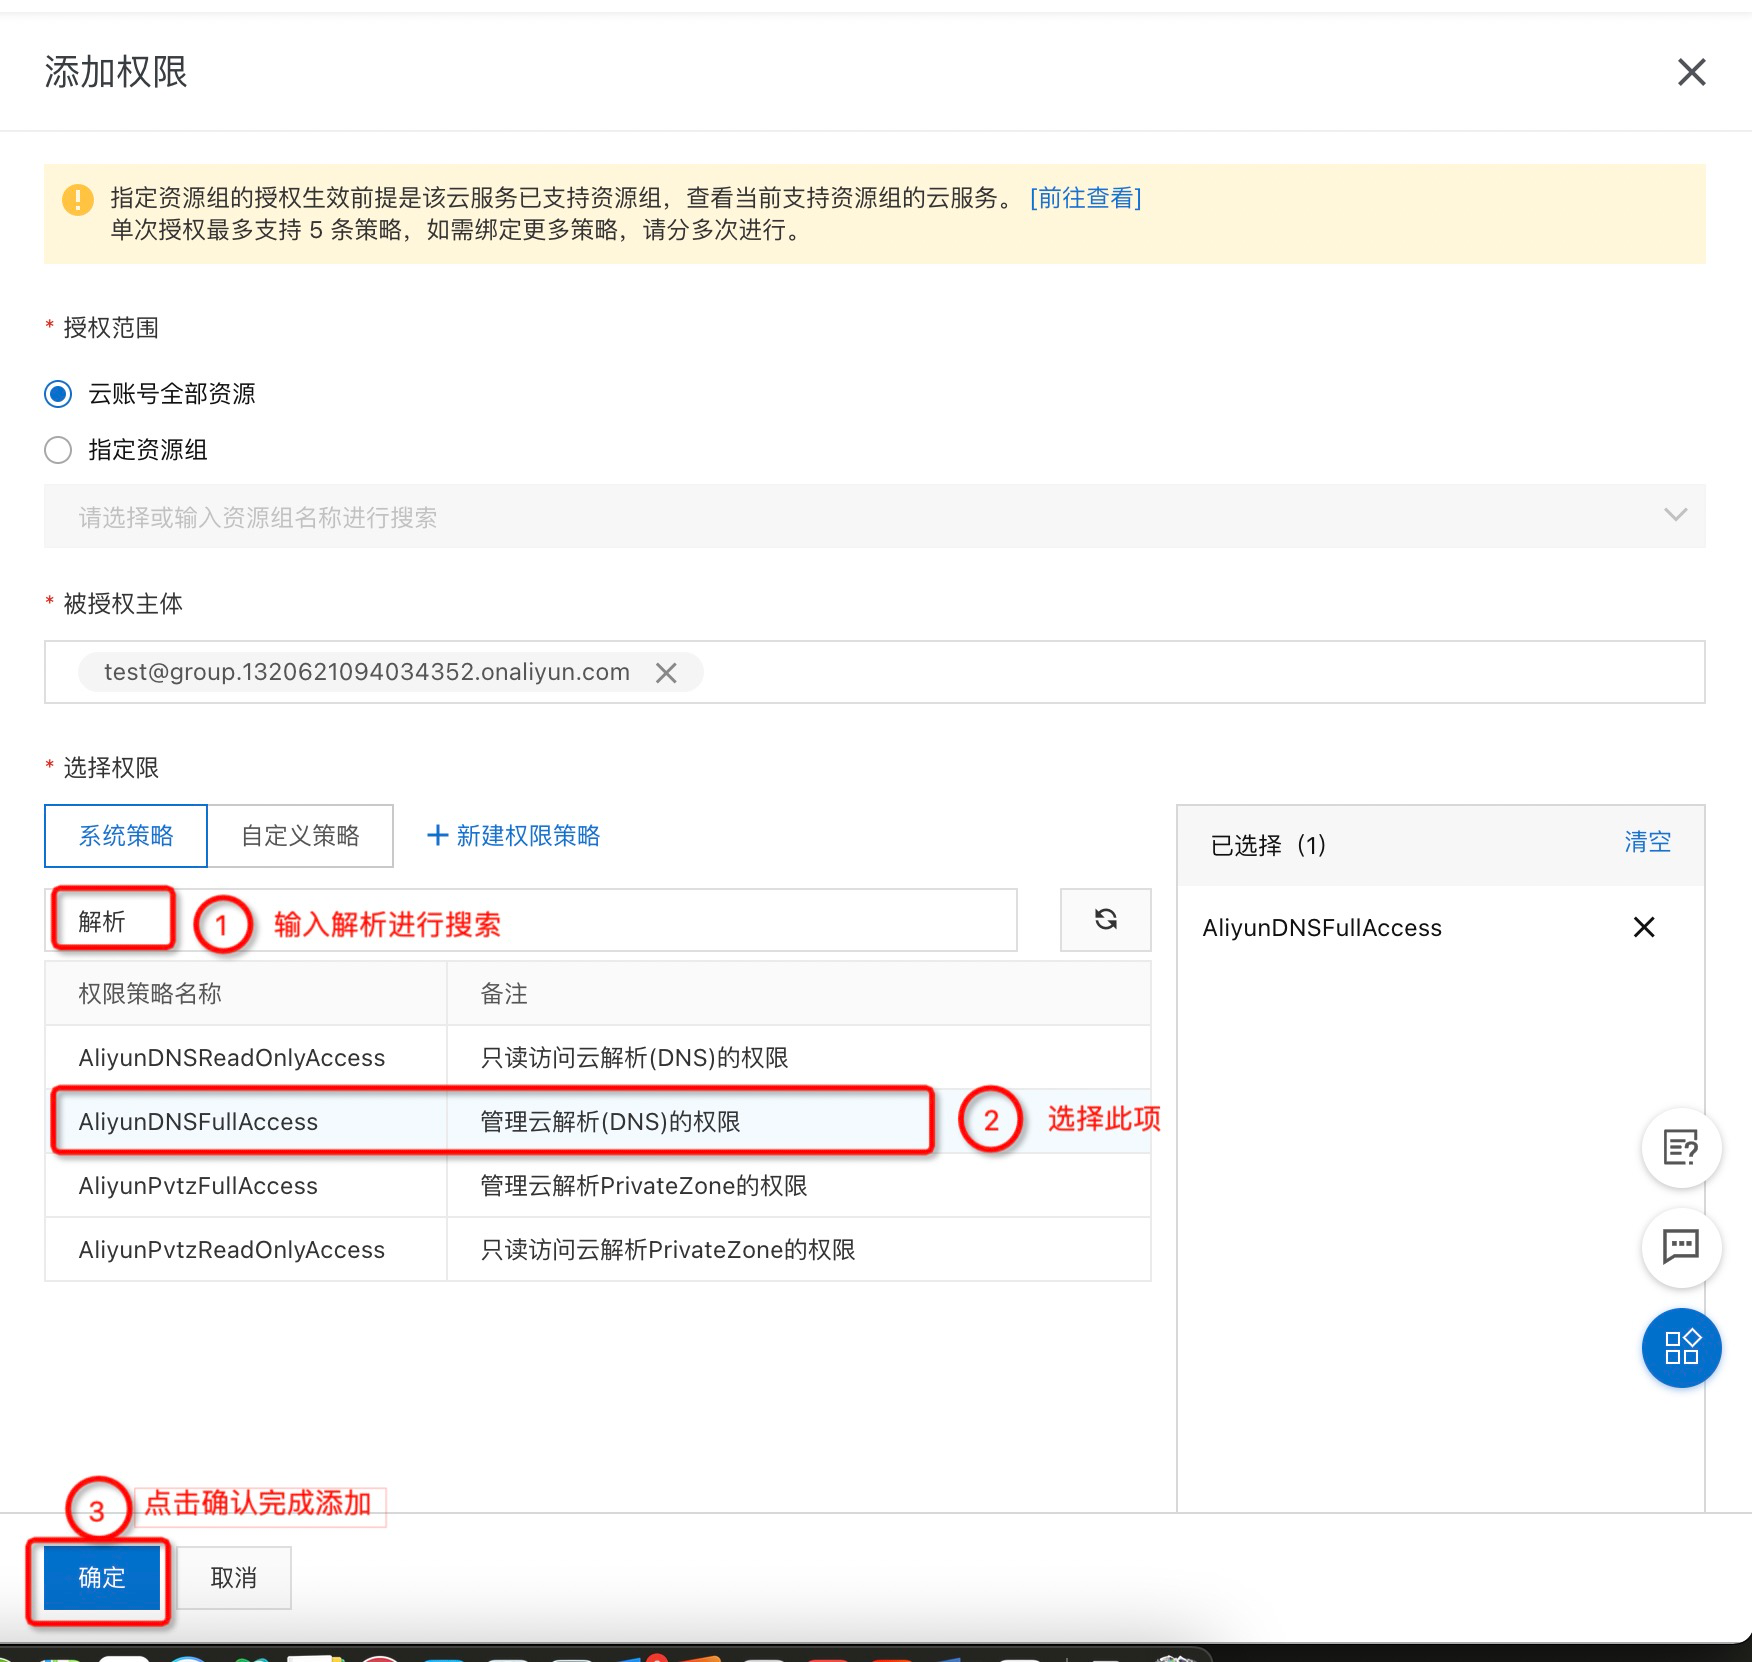 添加权限
指定资源组的授权生效前提是该云服务已支持资源组，查看当前支持资源组的云服务。 [前往查看]
单次授权最多支持 5 条策略，如需绑定更多策略，请分多次进行。
* 授权范围
云账号全部资源
指定资源组
请选择或输入资源组名称进行搜索
* 被授权主体
test@group.1320621094034352.onaliyun.com
* 选择权限
系统策略 自定义策略 + 新建权限策略
已选择（1） 清空
解析 1 输入解析进行搜索
AliyunDNSFullAccess
权限策略名称 备注
AliyunDNSReadOnlyAccess 只读访问云解析(DNS)的权限
AliyunDNSFullAccess 管理云解析(DNS)的权限 2 选择此项
AliyunPvtzFullAccess 管理云解析PrivateZone的权限
AliyunPvtzReadOnlyAccess 只读访问云解析PrivateZone的权限
3 点击确认完成添加
确定 取消